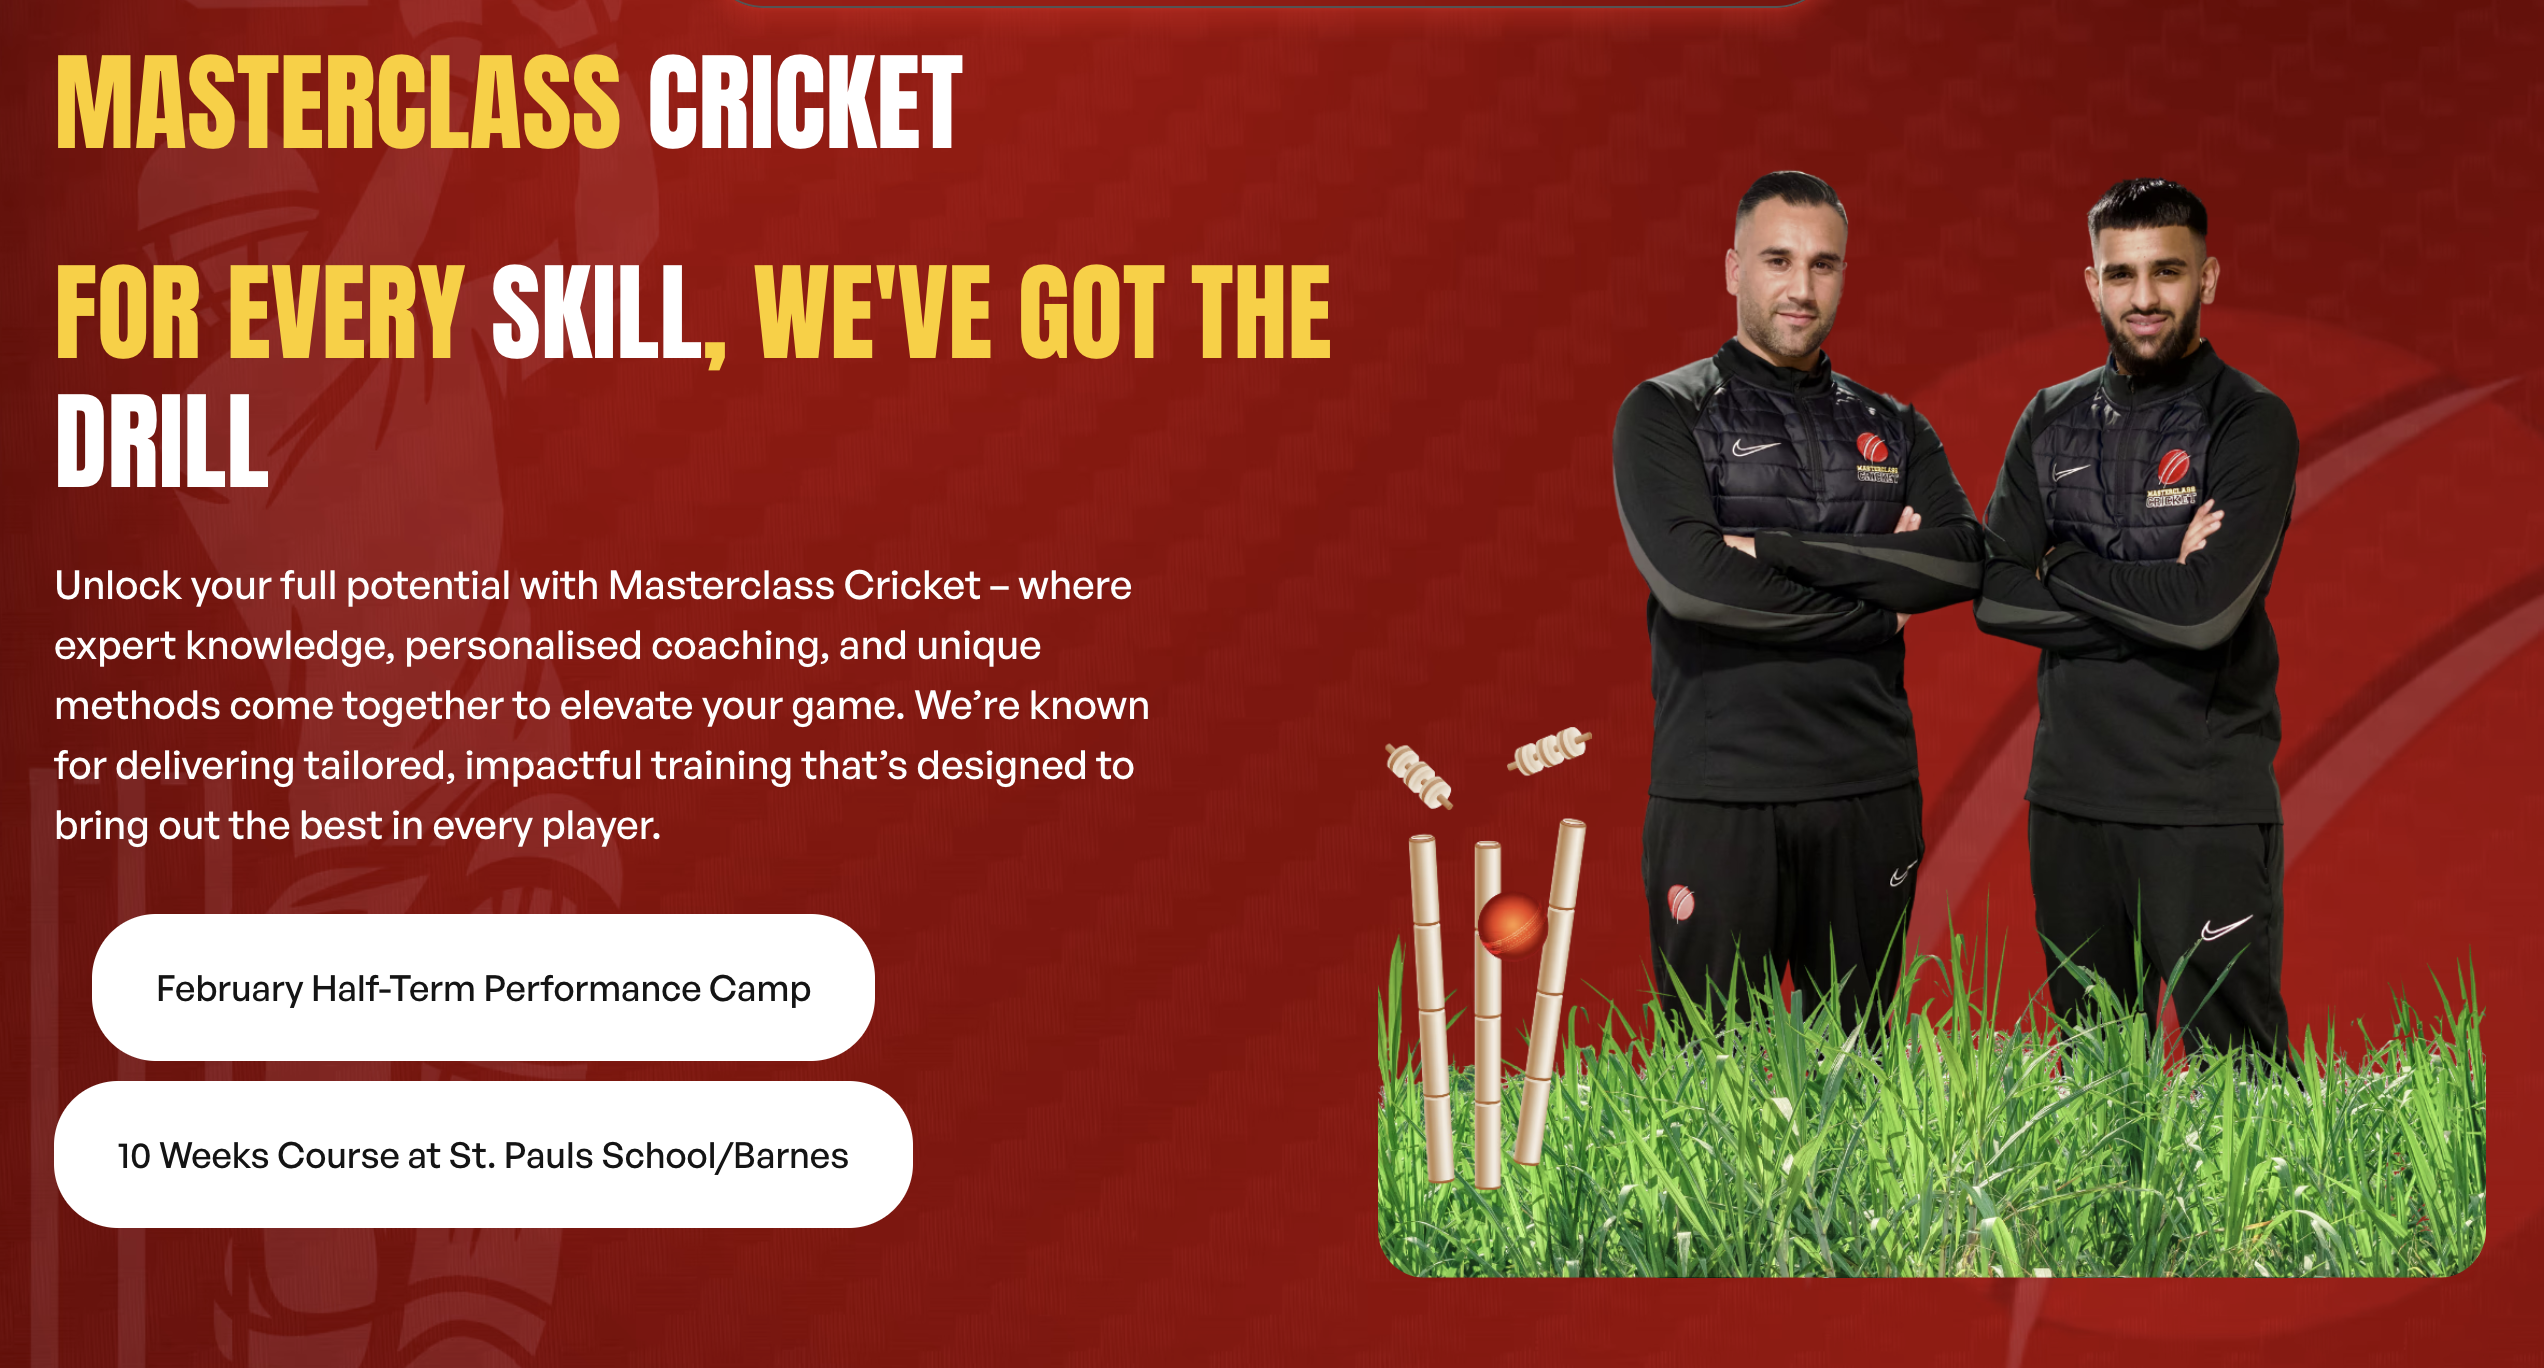 MASTERCLASS CRICKET
FOR EVERY SKILL, WE'VE GOT THE
DRILL
Unlock your full potential with Masterclass Cricket – where
expert knowledge, personalised coaching, and unique
methods come together to elevate your game. We’re known
for delivering tailored, impactful training that’s designed to
bring out the best in every player.
February Half-Term Performance Camp
10 Weeks Course at St. Pauls School/Barnes
MASTERCLASS
CRICKET
MASTERCLASS
CRICKET